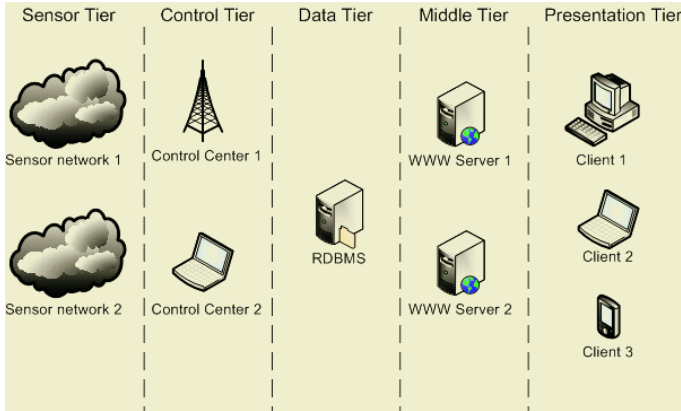 Sensor Tier
Control Tier
Data Tier
Middle Tier
Presentation Tier
Sensor network 1
Control Center 1
WWW Server 1
Client 1
RDBMS
Client 2
Sensor network 2
Control Center 2
WWW Server 2
Client 3